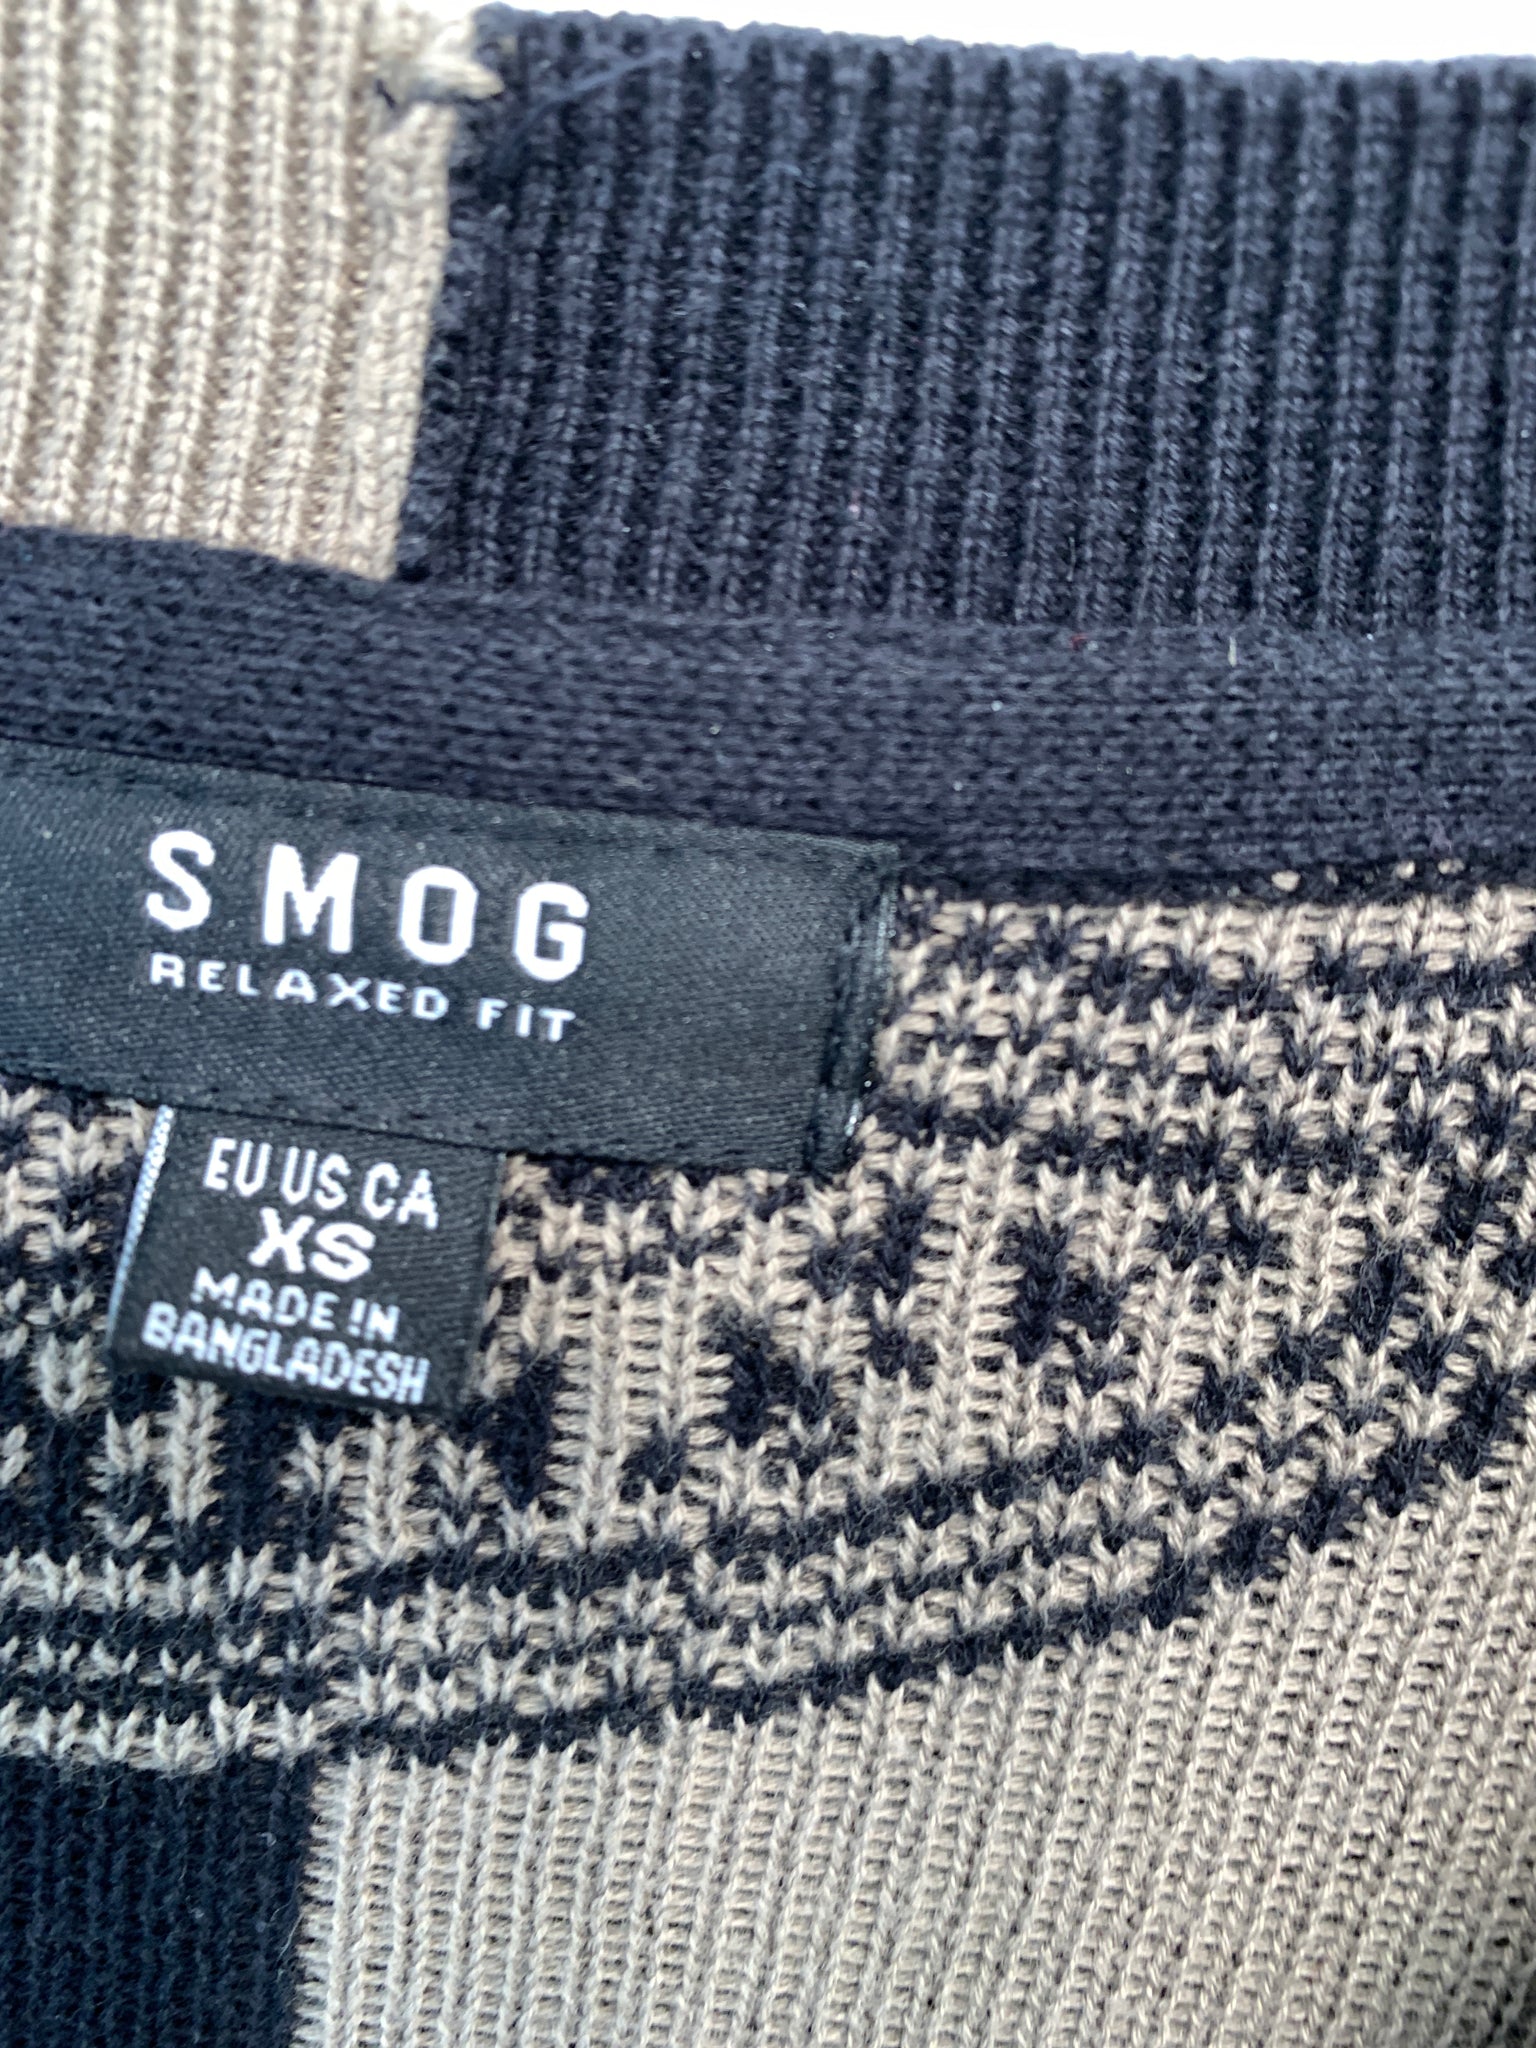 SMOG
RELAXED FIT
EU US CA
XS
MADE IN
BANGLADESH